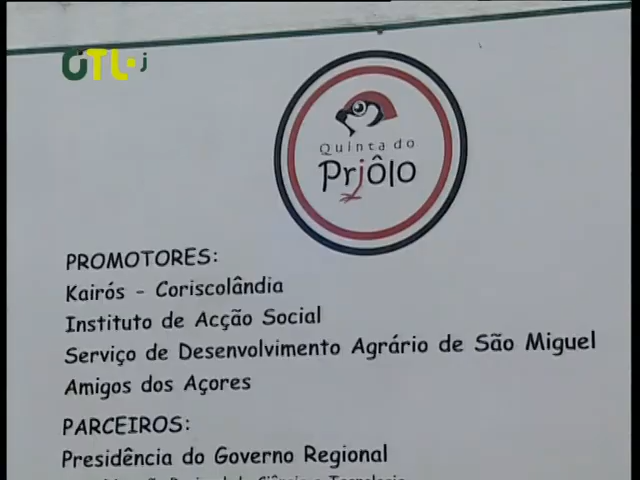 OTL.j
Quinta do
Prjôlo
PROMOTORES:
Kairós - Coriscolândia
Instituto de Acção Social
Serviço de Desenvolvimento Agrário de São Miguel
Amigos dos Açores
PARCEIROS:
Presidência do Governo Regional